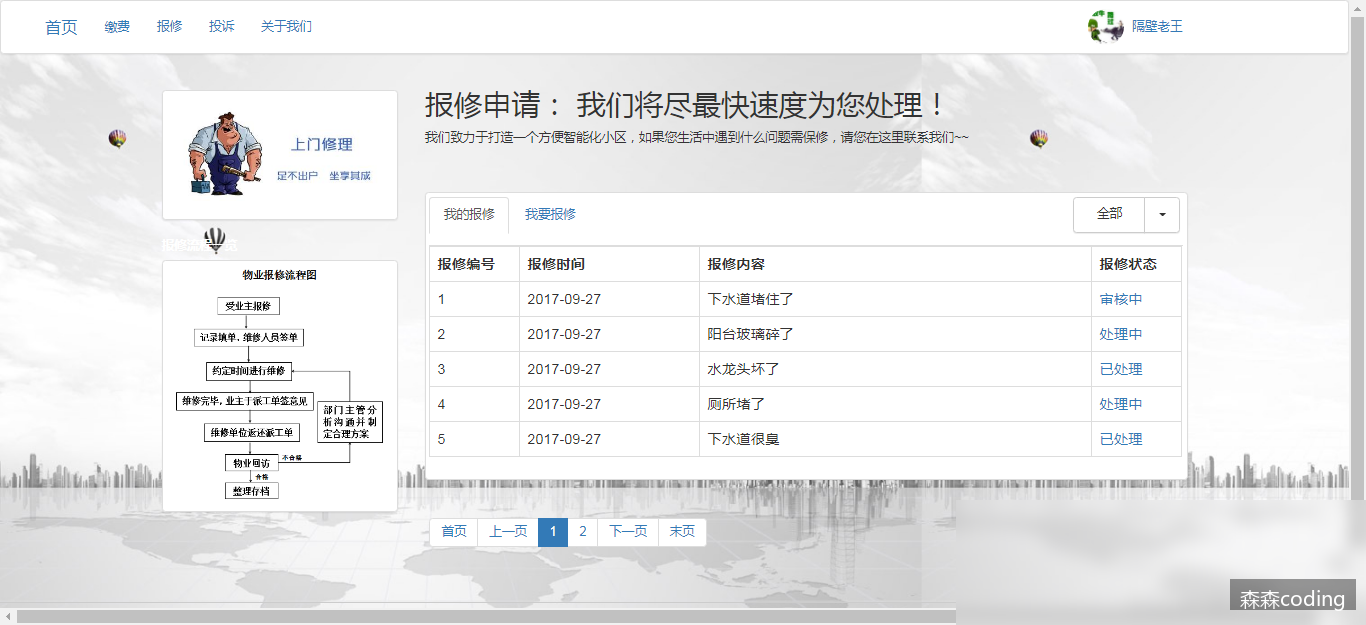 首页 缴费 报修 投诉 关于我们 隔壁老王
上门修理
足不出户 坐享其成
报修申请： 我们将尽最快速度为您处理！
我们致力于打造一个方便智能化小区，如果您生活中遇到什么问题需保修，请您在这里联系我们~~
物业报修流程图
受业主报修
记录填单，维修人员签单
约定时间进行维修
维修完毕，业主于派工单签意见
部门主管分
析沟通并制
定合理方案
维修单位返还派工单
物业回访
不合格
合格
整理存档
我的报修 我要报修 全部
报修编号 报修时间 报修内容 报修状态
1 2017-09-27 下水道堵住了 审核中
2 2017-09-27 阳台玻璃碎了 处理中
3 2017-09-27 水龙头坏了 已处理
4 2017-09-27 厕所堵了 处理中
5 2017-09-27 下水道很臭 已处理
首页 上一页 1 2 下一页 末页
森森coding